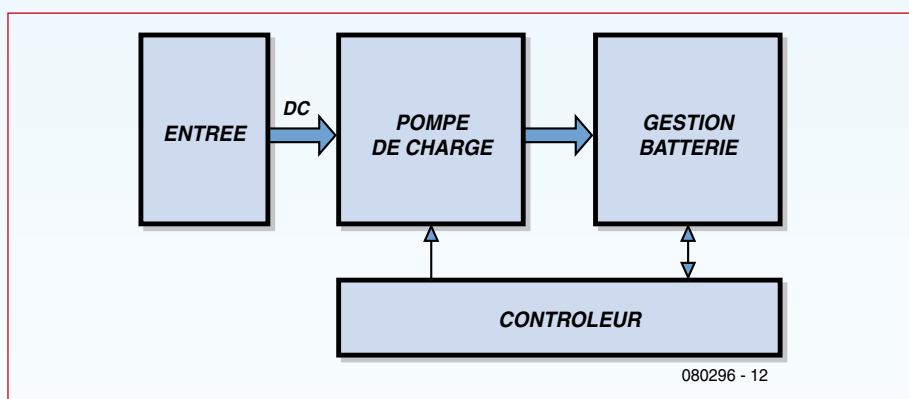 ENTREE
DC
POMPE
DE CHARGE
GESTION
BATTERIE
CONTROLEUR
080296 - 12